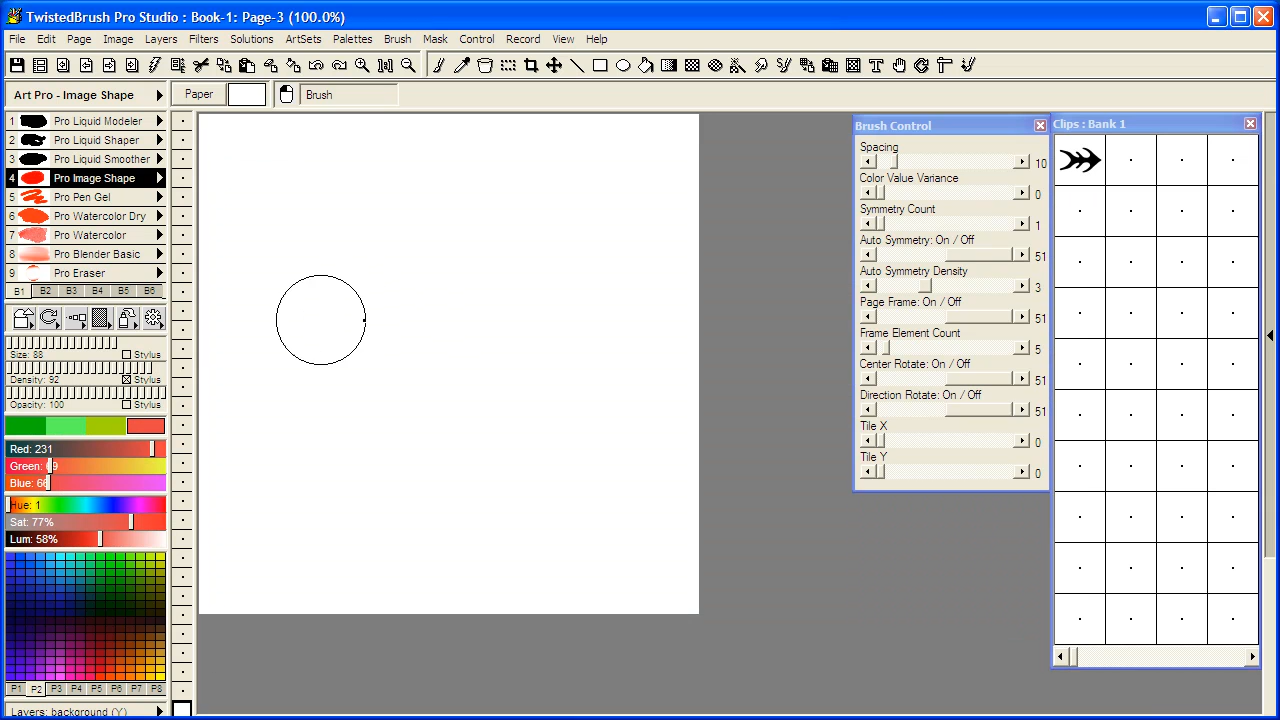 TwistedBrush Pro Studio : Book-1: Page-3 (100.0%)
File Edit Page Image Layers Filters Solutions ArtSets Palettes Brush Mask Control Record View Help
Art Pro - Image Shape
Paper
Brush
1 Pro Liquid Modeler
2 Pro Liquid Shaper
3 Pro Liquid Smoother
4 Pro Image Shape
5 Pro Pen Gel
6 Pro Watercolor Dry
7 Pro Watercolor
8 Pro Blender Basic
9 Pro Eraser
B1 B2 B3 B4 B5 B6
Size: 88 Stylus
Density: 92 Stylus
Opacity: 100 Stylus
Red: 231
Green: 69
Blue: 66
Hue: 1
Sat: 77%
Lum: 58%
P1 P2 P3 P4 P5 P6 P7 P8
Layers: background (Y)
Brush Control
Spacing
10
Color Value Variance
0
Symmetry Count
1
Auto Symmetry: On / Off
51
Auto Symmetry Density
3
Page Frame: On / Off
51
Frame Element Count
5
Center Rotate: On / Off
51
Direction Rotate: On / Off
51
Tile X
0
Tile Y
0
Clips : Bank 1